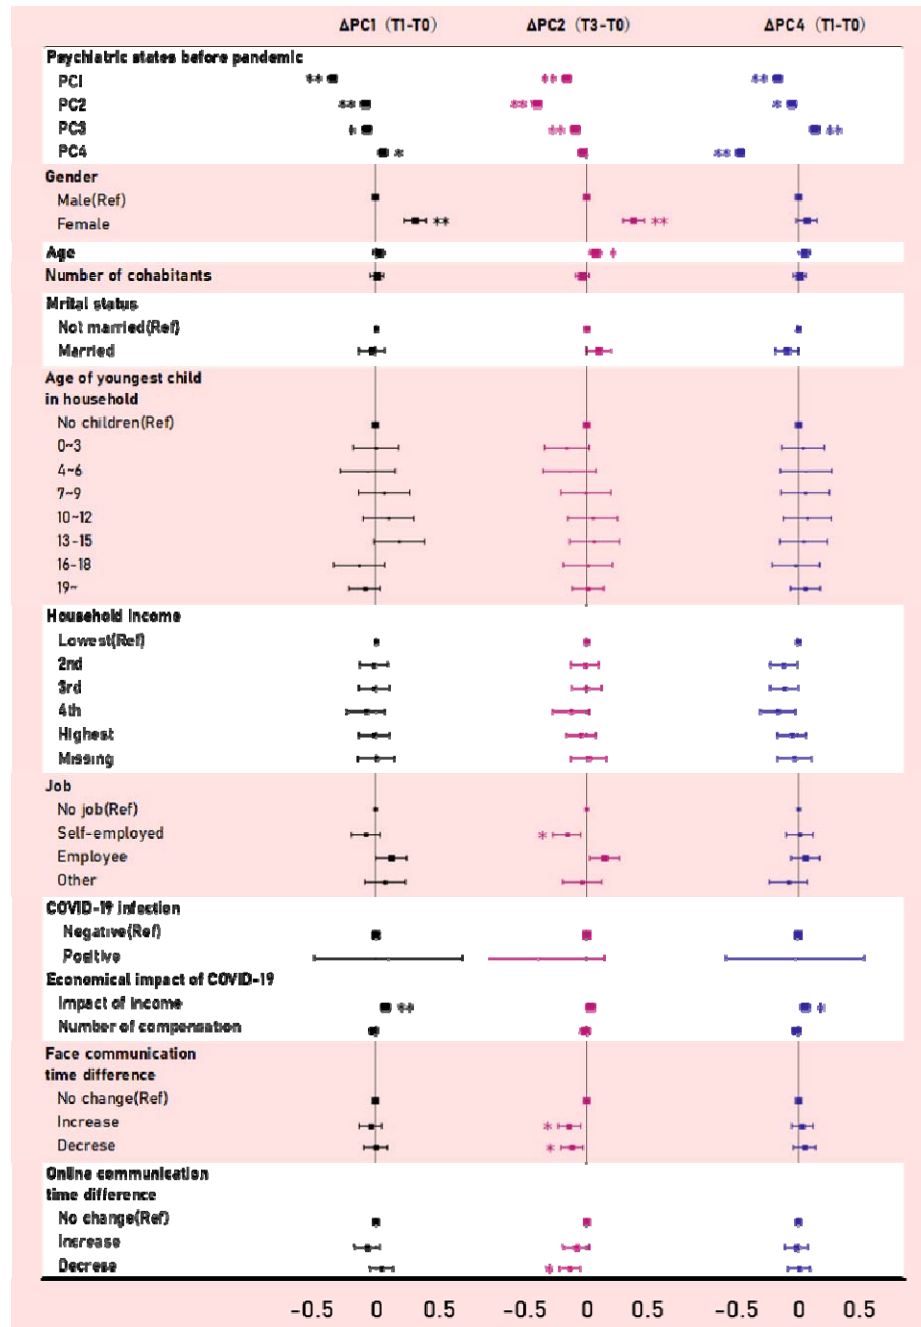 ΔPC1 (T1-T0) ΔPC2 (T3-T0) ΔPC4 (T1-T0)
Psychiatric states before pandemic
PC1 ** ** **
PC2 ** ** *
PC3 * ** **
PC4 * **
Gender
Male(Ref)
Female ** **
Age *
Number of cohabitants
Mrital status
Not married(Ref)
Married
Age of youngest child
in household
No children(Ref)
0~3
4~6
7~9
10~12
13-15
16-18
19~
Household income
Lowest(Ref)
2nd
3rd
4th
Highest
Missing
Job
No job(Ref)
Self-employed *
Employee
Other
COVID-19 infection
Negative(Ref)
Positive
Economical impact of COVID-19
Impact of income ** *
Number of compensation
Face communication
time difference
No change(Ref)
Increase *
Decrese *
Online communication
time difference
No change(Ref)
Increase
Decrese *
-0.5 0 0.5 -0.5 0 0.5 -0.5 0 0.5